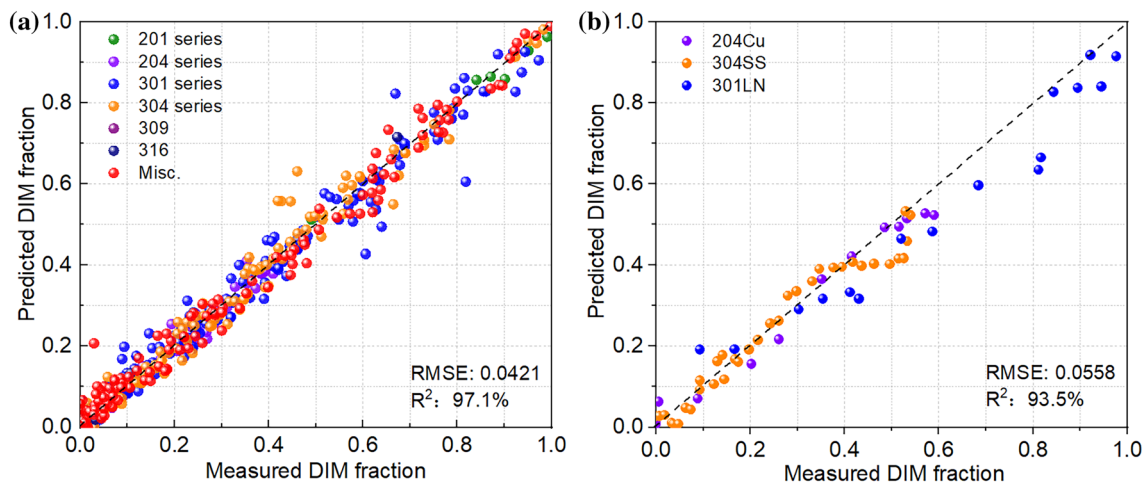 (a)
1.0
0.8
0.6
0.4
0.2
0.0
Predicted DIM fraction
201 series
204 series
301 series
304 series
309
316
Misc.
RMSE: 0.0421
R²: 97.1%
0.0 0.2 0.4 0.6 0.8 1.0
Measured DIM fraction
(b)
1.0
0.8
0.6
0.4
0.2
0.0
Predicted DIM fraction
204Cu
304SS
301LN
RMSE: 0.0558
R²: 93.5%
0.0 0.2 0.4 0.6 0.8 1.0
Measured DIM fraction